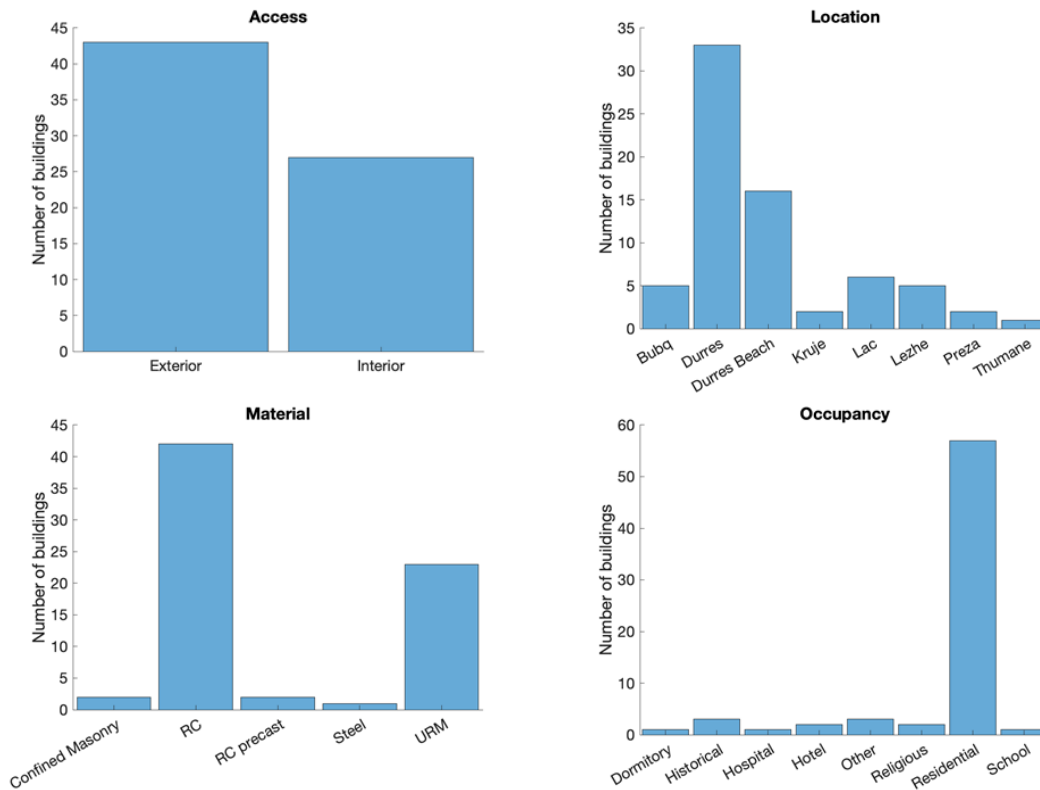 Access
Number of buildings
45
40
35
30
25
20
15
10
5
0
Exterior Interior
Location
Number of buildings
35
30
25
20
15
10
5
0
Bubq Durres Durres Beach Kruje Lac Lezhe Preza Thumane
Material
Number of buildings
45
40
35
30
25
20
15
10
5
0
Confined Masonry RC RC precast Steel URM
Occupancy
Number of buildings
60
50
40
30
20
10
0
Dormitory Historical Hospital Hotel Other Religious Residential School